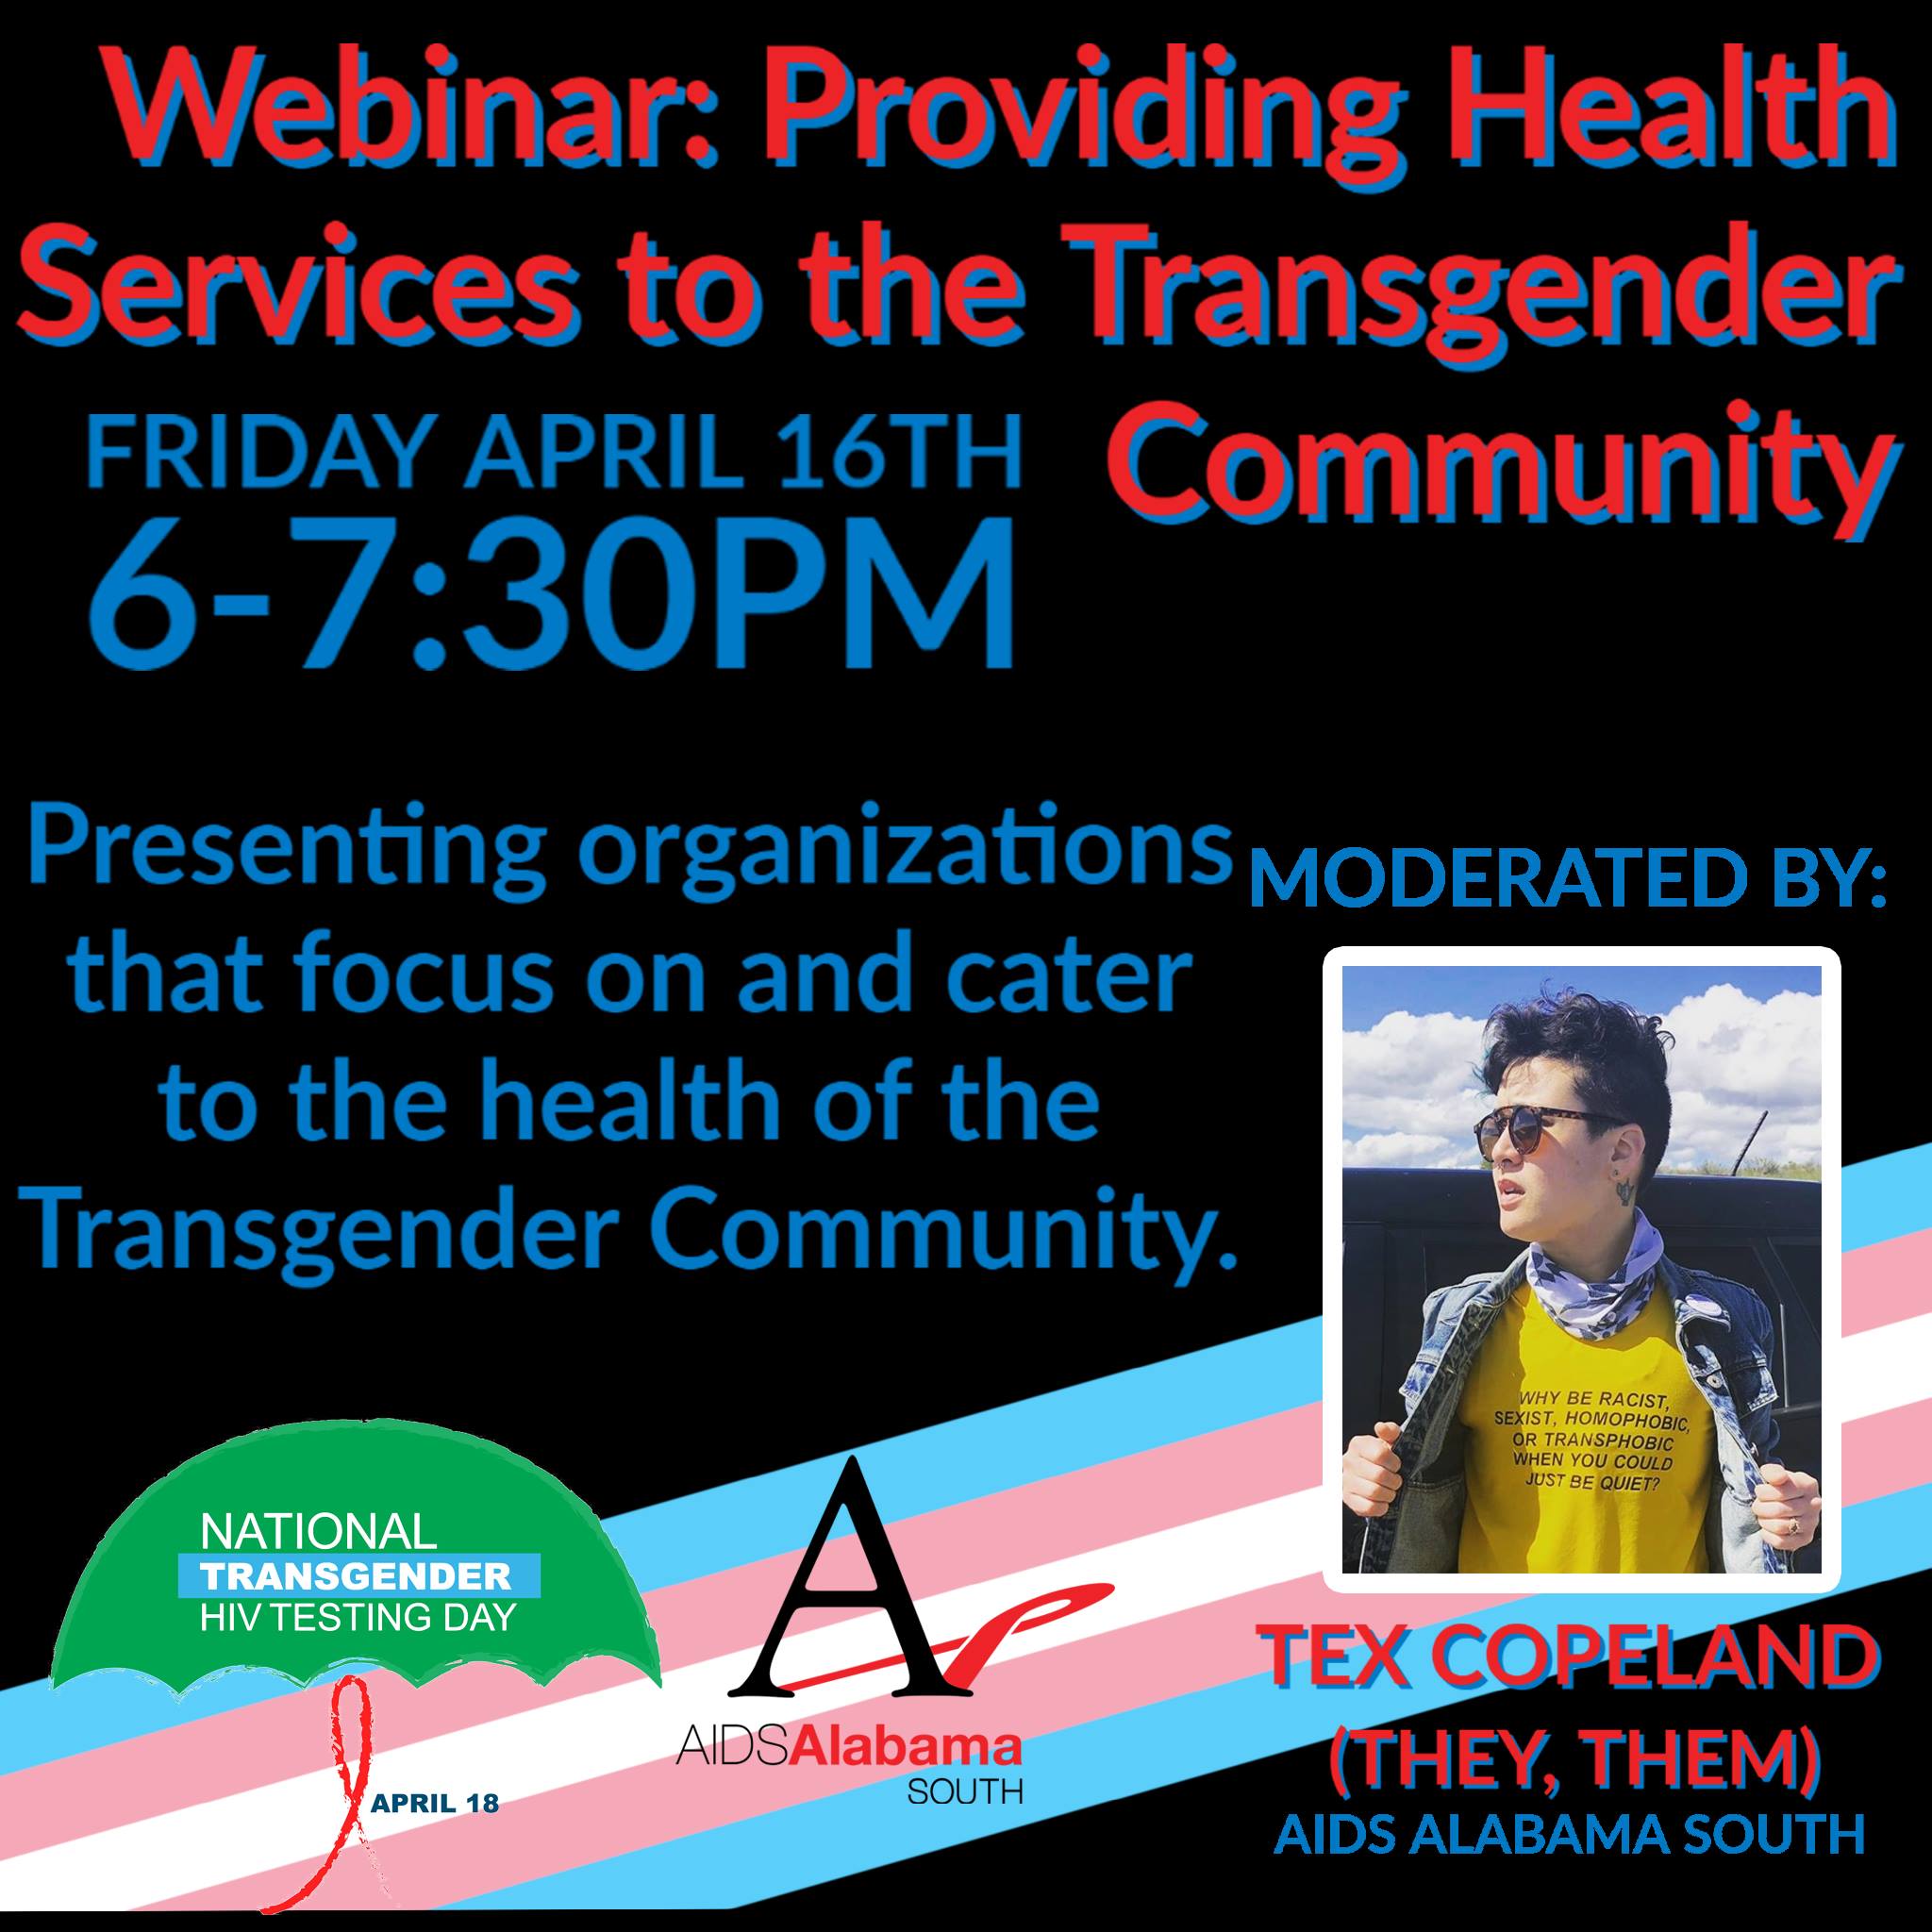 Webinar: Providing Health
Services to the Transgender
Community
FRIDAY APRIL 16TH
6-7:30PM
Presenting organizations
that focus on and cater
to the health of the
Transgender Community.
MODERATED BY:
WHY BE RACIST,
SEXIST, HOMOPHOBIC,
OR TRANSPHOBIC
WHEN YOU COULD
JUST BE QUIET?
TEX COPELAND
(THEY, THEM)
AIDS ALABAMA SOUTH
NATIONAL
TRANSGENDER
HIV TESTING DAY
APRIL 18
A
AIDSAlabama
SOUTH